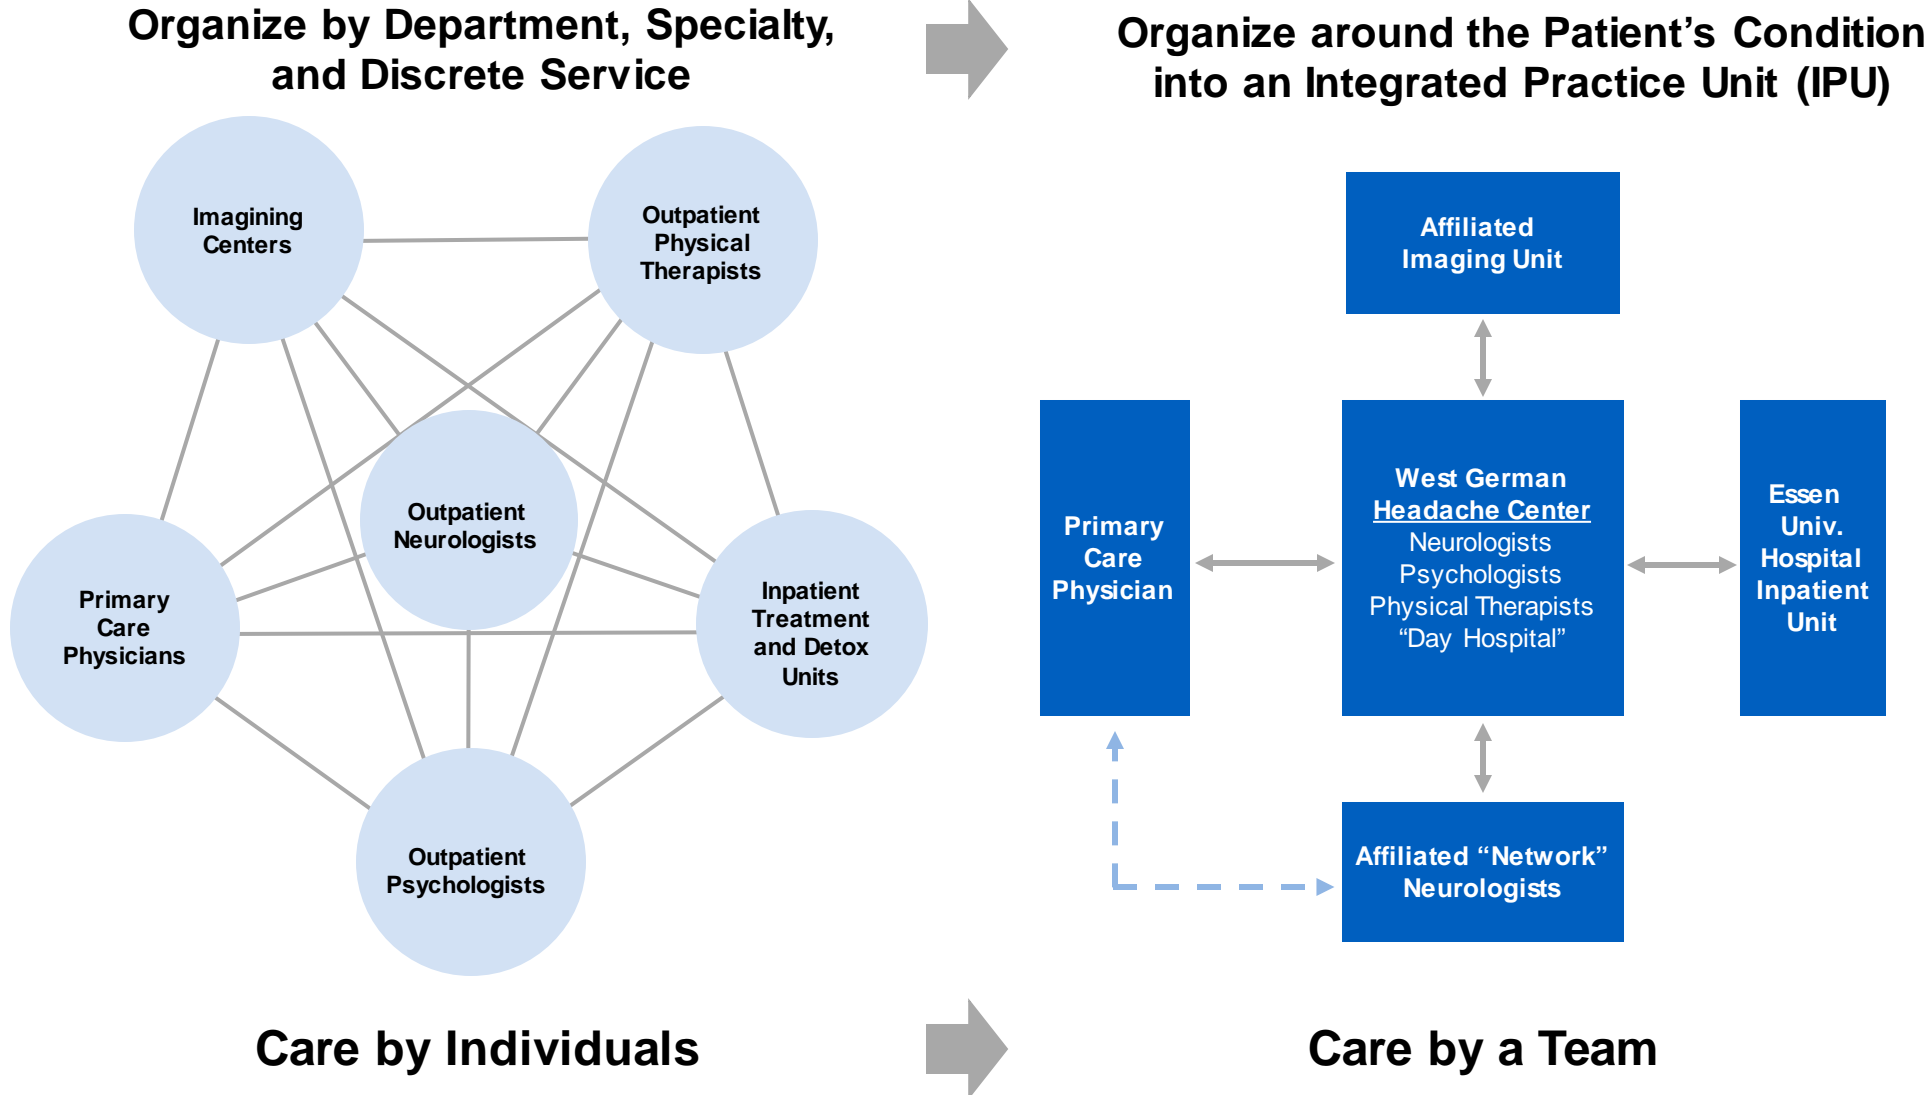 Organize by Department, Specialty,
and Discrete Service
Organize around the Patient’s Condition
into an Integrated Practice Unit (IPU)
Imagining
Centers
Outpatient
Physical
Therapists
Outpatient
Neurologists
Primary
Care
Physicians
Inpatient
Treatment
and Detox
Units
Outpatient
Psychologists
Affiliated
Imaging Unit
Primary
Care
Physician
West German
Headache Center
Neurologists
Psychologists
Physical Therapists
“Day Hospital”
Essen
Univ.
Hospital
Inpatient
Unit
Affiliated “Network”
Neurologists
Care by Individuals
Care by a Team